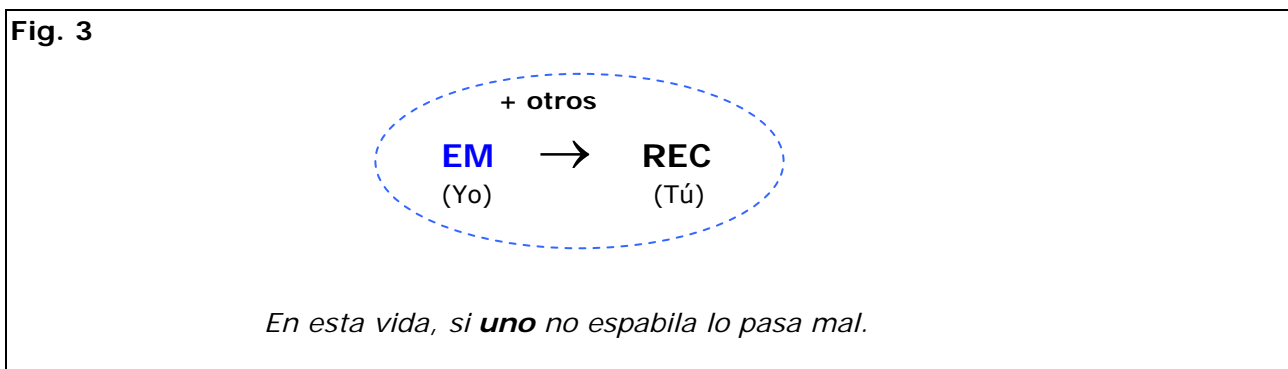 Fig. 3
+ otros
EM → REC
(Yo) (Tú)
En esta vida, si uno no espabila lo pasa mal.